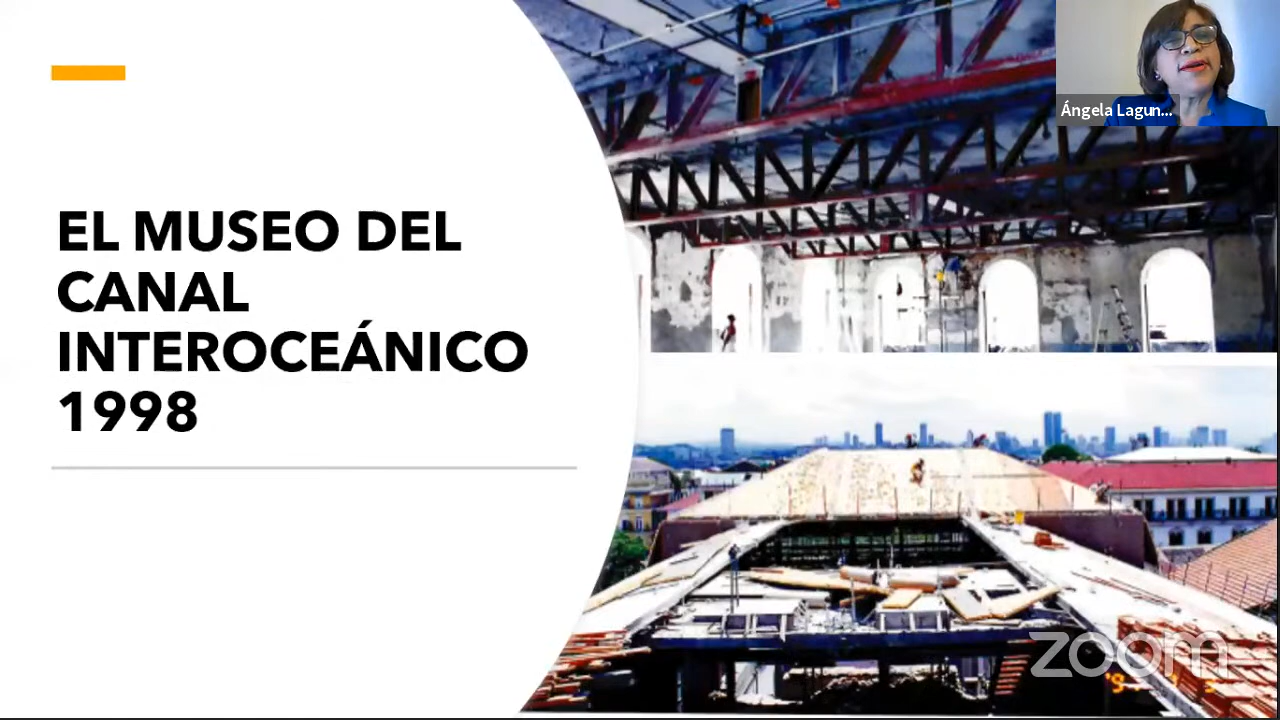 EL MUSEO DEL
CANAL
INTEROCEÁNICO
1998
Ángela Lagun...
zoom